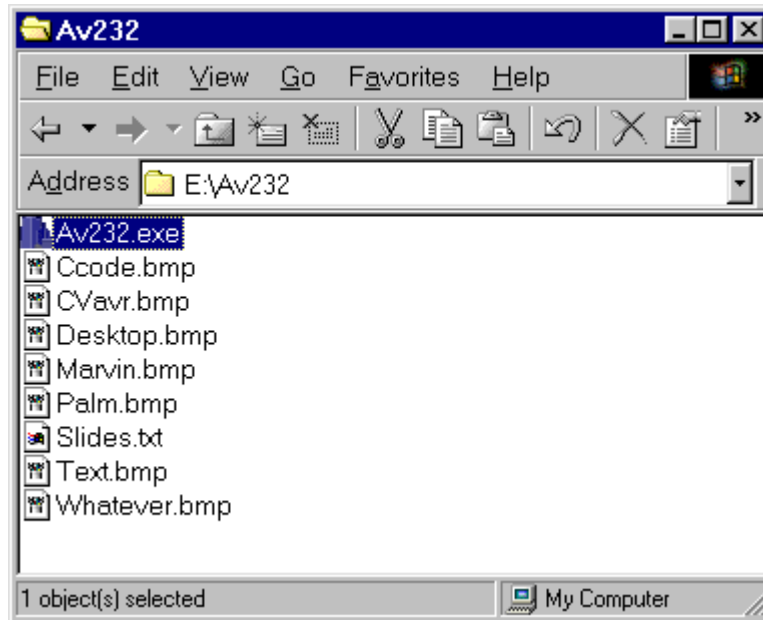 Av232
File Edit View Go Favorites Help
Address E:\Av232
Av232.exe
Ccode.bmp
CVavr.bmp
Desktop.bmp
Marvin.bmp
Palm.bmp
Slides.txt
Text.bmp
Whatever.bmp
1 object(s) selected My Computer